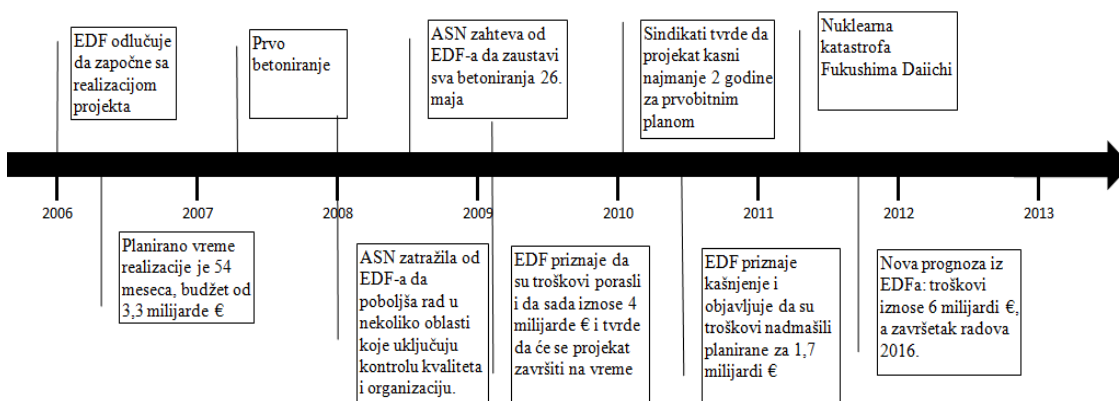 EDF odlučuje
da započne sa
realizacijom
projekta
Prvo
betoniranje
ASN zahteva od
EDF-a da zaustavi
sva betoniranja 26.
maja
Sindikati tvrde da
projekat kasni
najmanje 2 godine
za prvobitnim
planom
Nuklearna
katastrofa
Fukushima Daiichi
2006
2007
2008
2009
2010
2011
2012
2013
Planirano vreme
realizacije je 54
meseca, budžet od
3,3 milijarde €
ASN zatražila od
EDF-a da
poboljša rad u
nekoliko oblasti
koje uključuju
kontrolu kvaliteta
i organizaciju.
EDF priznaje da
su troškovi porasli
i da sada iznose 4
milijarde € i tvrde
da će se projekat
završiti na vreme
EDF priznaje
kašnjenje i
objavljuje da su
troškovi nadmašili
planirane za 1,7
milijardi €
Nova prognoza iz
EDFa: troškovi
iznose 6 milijardi €,
a završetak radova
2016.